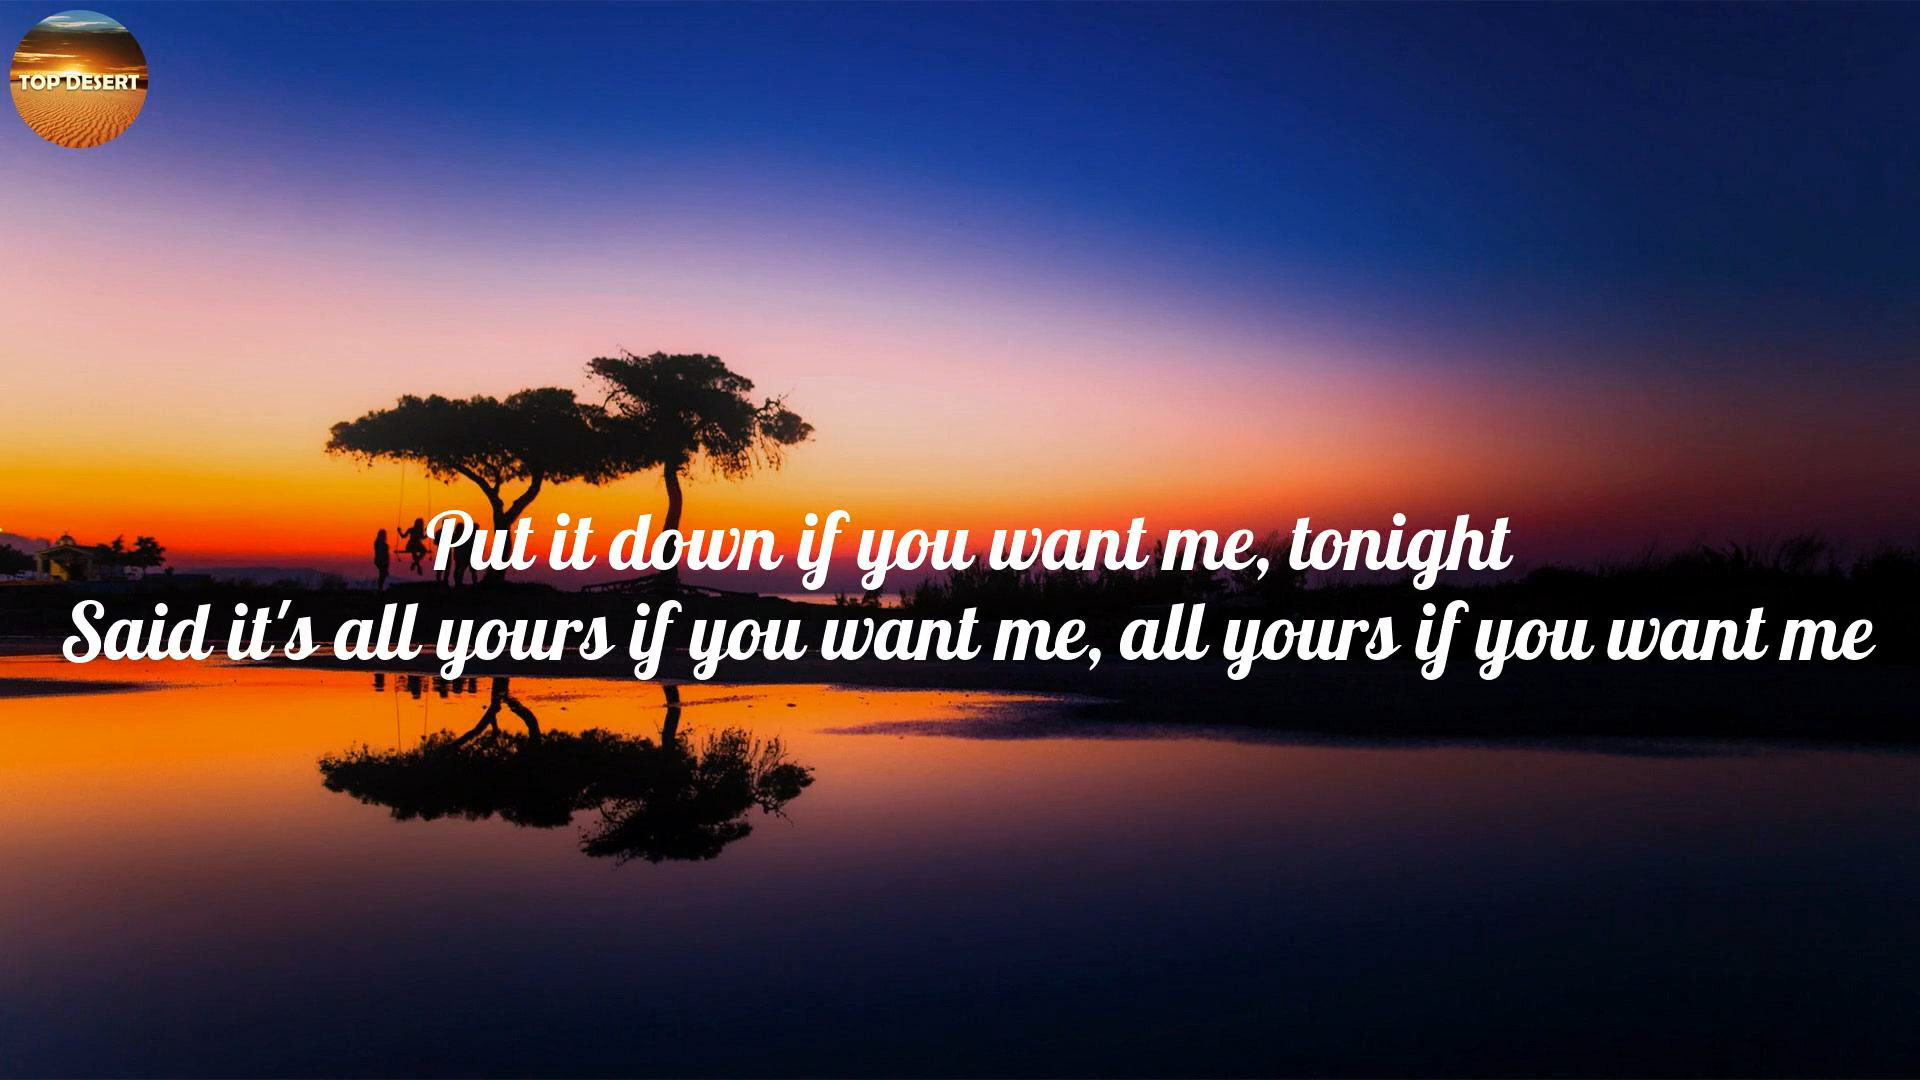 TOP DESERT
Put it down if you want me, tonight
Said it's all yours if you want me, all yours if you want me